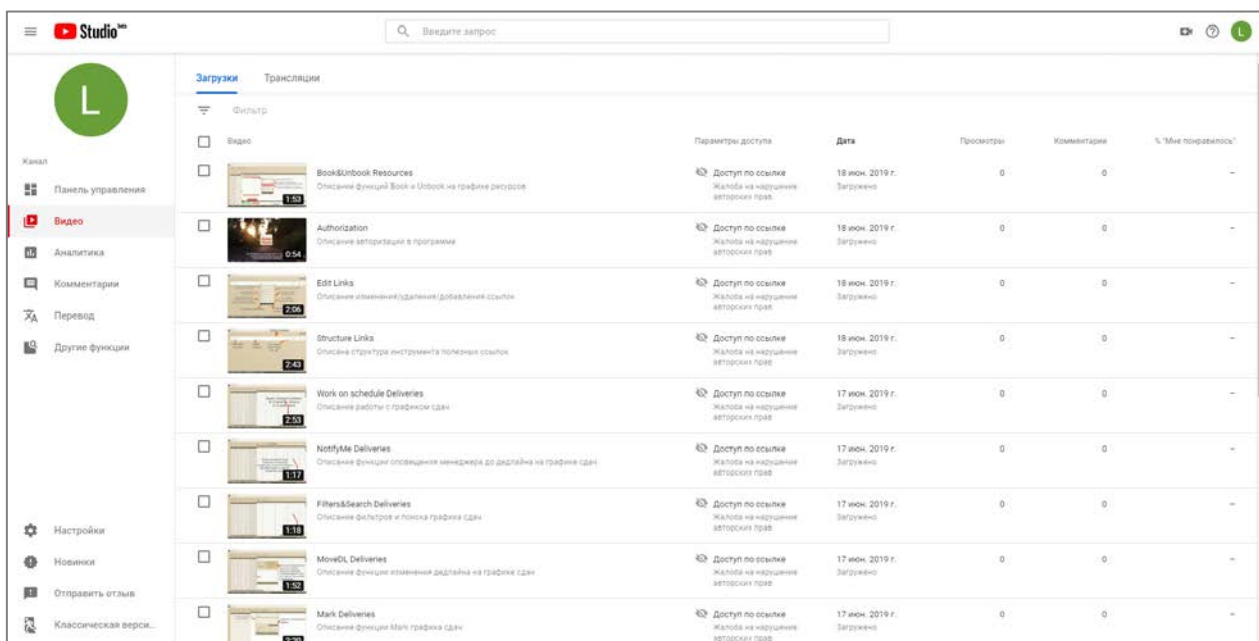 Studio
Введите запрос
L
L
Загрузки Трансляции
Фильтр
Видео Параметры доступа Дата Просмотры Комментарии % "Мне понравилось"
Канал
Панель управления
Видео
Аналитика
Комментарии
Перевод
Другие функции
Настройки
Новинки
Отправить отзыв
Классическая верси...
1:53
Book&Unbook Resources
Описание функций Book и Unbook на графике ресурсов
Доступ по ссылке
Жалоба на нарушение
авторских прав
18 июн. 2019 г.
Загружено
0 0 –
0:54
Authorization
Описание авторизации в программе
Доступ по ссылке
Жалоба на нарушение
авторских прав
18 июн. 2019 г.
Загружено
0 0 –
2:06
Edit Links
Описание изменения/удаления/добавления ссылок
Доступ по ссылке
Жалоба на нарушение
авторских прав
18 июн. 2019 г.
Загружено
0 0 –
2:43
Structure Links
Описана структура инструмента полезных ссылок
Доступ по ссылке
Жалоба на нарушение
авторских прав
18 июн. 2019 г.
Загружено
0 0 –
2:53
Work on schedule Deliveries
Описание работы с графиком сдач
Доступ по ссылке
Жалоба на нарушение
авторских прав
17 июн. 2019 г.
Загружено
0 0 –
1:17
NotifyMe Deliveries
Описание функции оповещения менеджера до дедлайна на графике сдач
Доступ по ссылке
Жалоба на нарушение
авторских прав
17 июн. 2019 г.
Загружено
0 0 –
1:18
Filters&Search Deliveries
Описание фильтров и поиска графика сдач
Доступ по ссылке
Жалоба на нарушение
авторских прав
17 июн. 2019 г.
Загружено
0 0 –
1:52
MoveDL Deliveries
Описание функции изменения дедлайна на графике сдач
Доступ по ссылке
Жалоба на нарушение
авторских прав
17 июн. 2019 г.
Загружено
0 0 –
Mark Deliveries
Описание функции Mark графика сдач
Доступ по ссылке
Жалоба на нарушение
авторских прав
17 июн. 2019 г.
Загружено
0 0 –